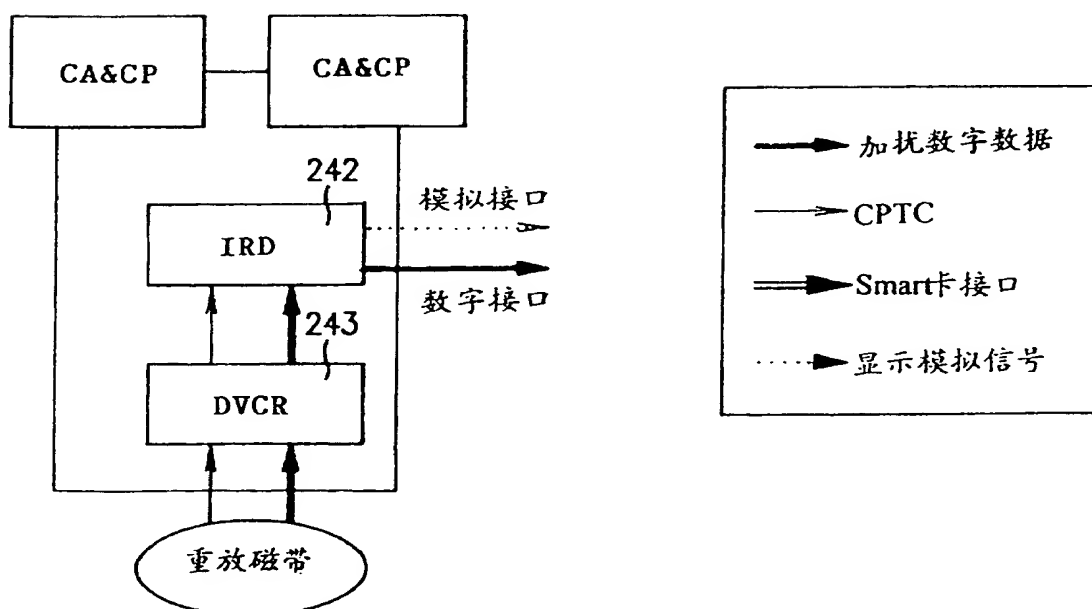 CA&CP
CA&CP
242
模拟接口
IRD
数字接口
243
DVCR
重放磁带
加扰数字数据
CPTC
Smart卡接口
显示模拟信号